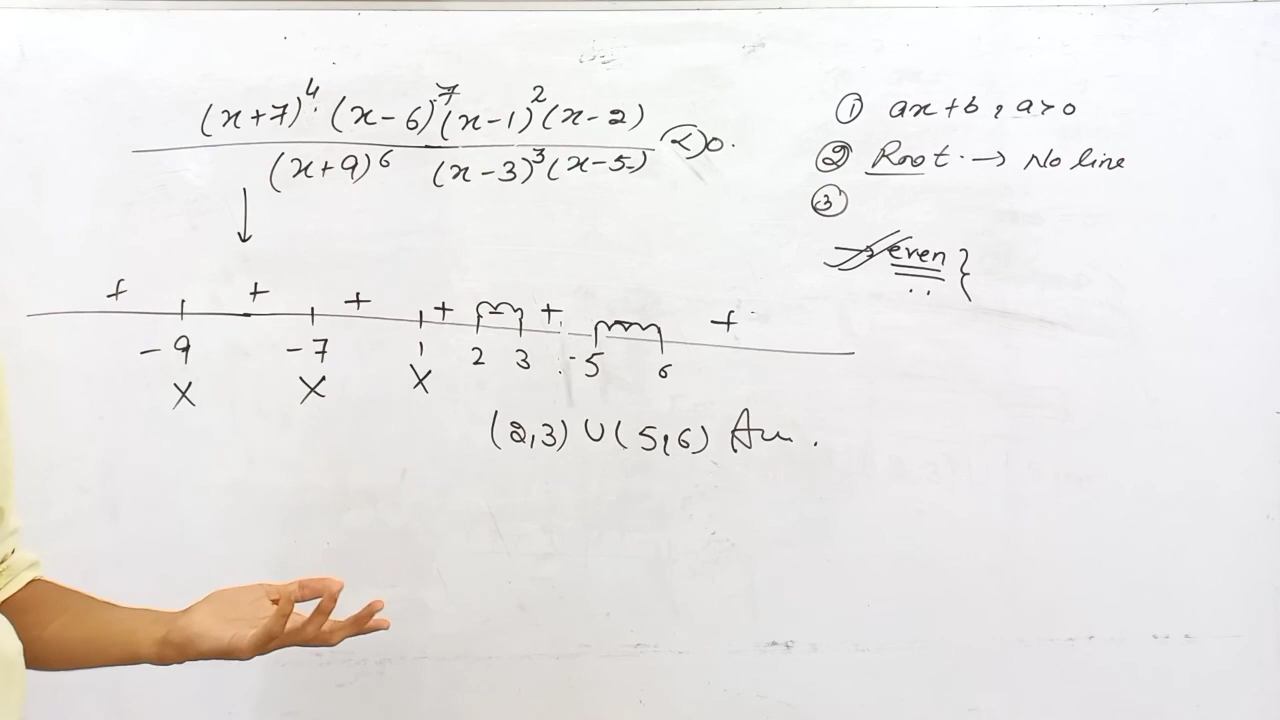 (x+7)⁴ (x-6)⁷ (x-1)² (x-2)
(x+9)⁶ (x-3)³ (x-5) < 0.
+ + + + + +
-9 -7 1 2 3 5 6
X X X
(2,3) ∪ (5,6) An.
① ax+b, a>0
② Root. → No line
③
→ even }